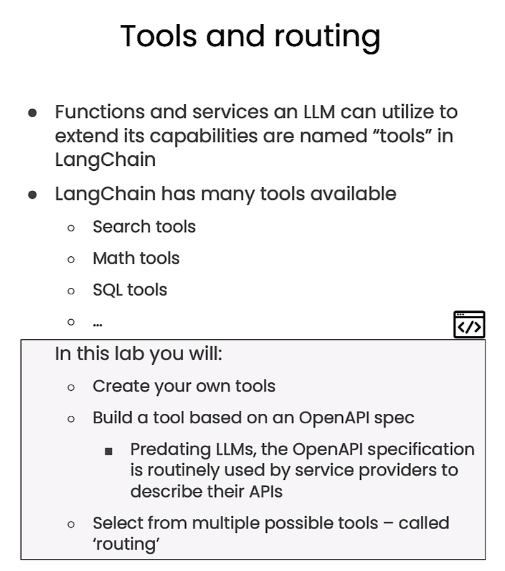 Tools and routing
● Functions and services an LLM can utilize to
extend its capabilities are named “tools” in
LangChain
● LangChain has many tools available
○ Search tools
○ Math tools
○ SQL tools
○ ...
</>
In this lab you will:
○ Create your own tools
○ Build a tool based on an OpenAPI spec
■ Predating LLMs, the OpenAPI specification
is routinely used by service providers to
describe their APIs
○ Select from multiple possible tools – called
‘routing’